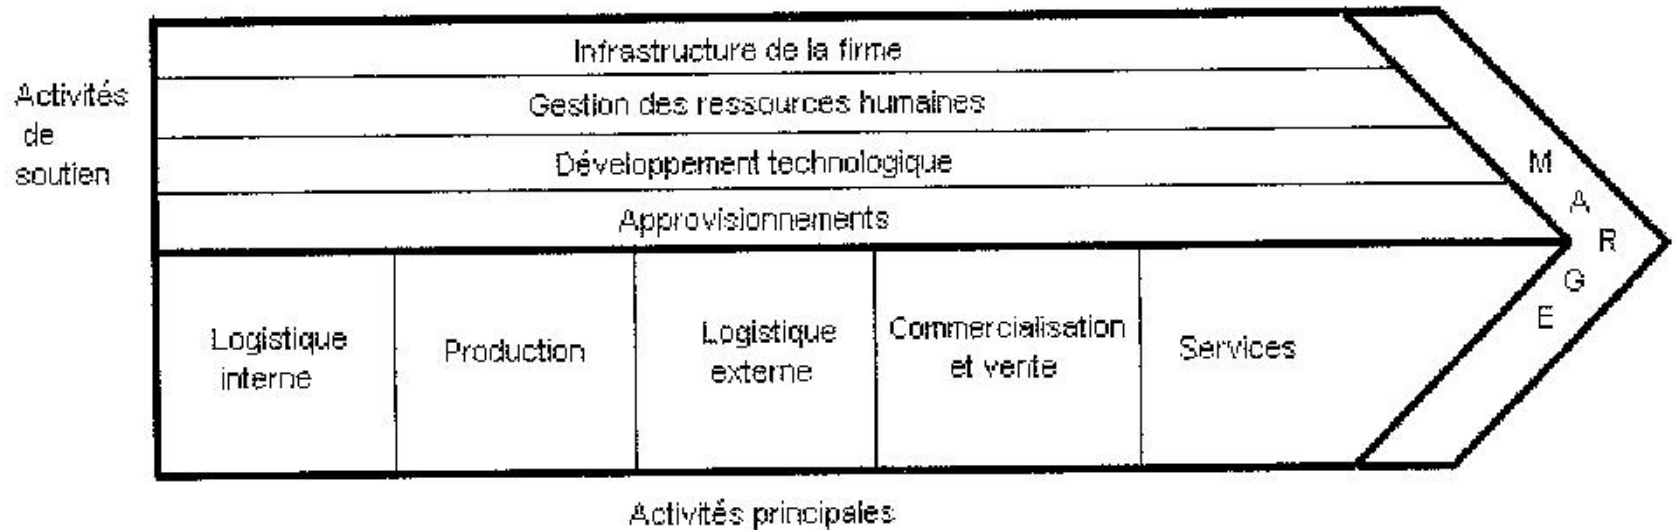 Infrastructure de la firme
Activités
de
soutien
Gestion des ressources humaines
Développement technologique
Approvisionnements
M
A
R
G
E
Logistique
interne
Production
Logistique
externe
Commercialisation
et vente
Services
Activités principales